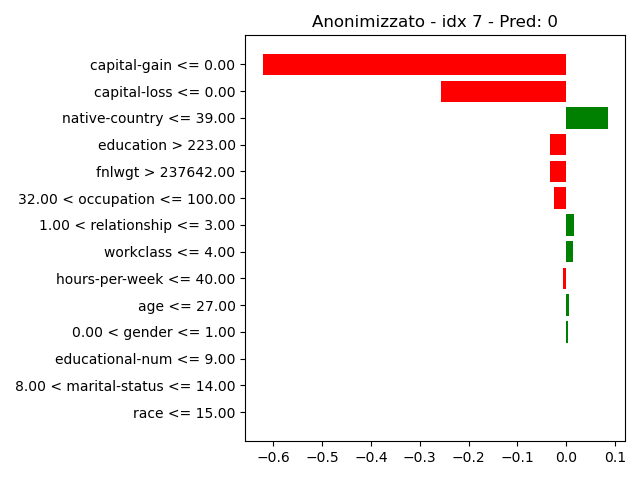 Anonimizzato - idx 7 - Pred: 0
capital-gain <= 0.00
capital-loss <= 0.00
native-country <= 39.00
education > 223.00
fnlwgt > 237642.00
32.00 < occupation <= 100.00
1.00 < relationship <= 3.00
workclass <= 4.00
hours-per-week <= 40.00
age <= 27.00
0.00 < gender <= 1.00
educational-num <= 9.00
8.00 < marital-status <= 14.00
race <= 15.00
−0.6 −0.5 −0.4 −0.3 −0.2 −0.1 0.0 0.1